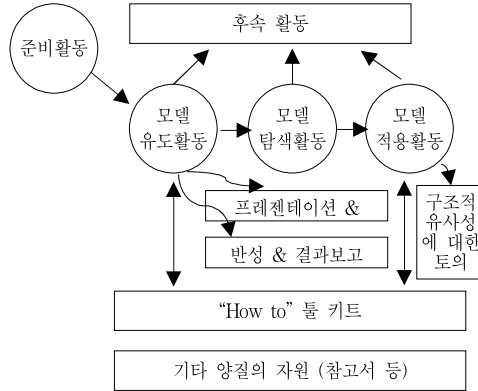 후속 활동
준비활동
모델
유도활동
모델
탐색활동
모델
적용활동
프레젠테이션 &
반성 & 결과보고
구조적
유사성
에 대한
토의
“How to” 툴 키트
기타 양질의 자원 (참고서 등)